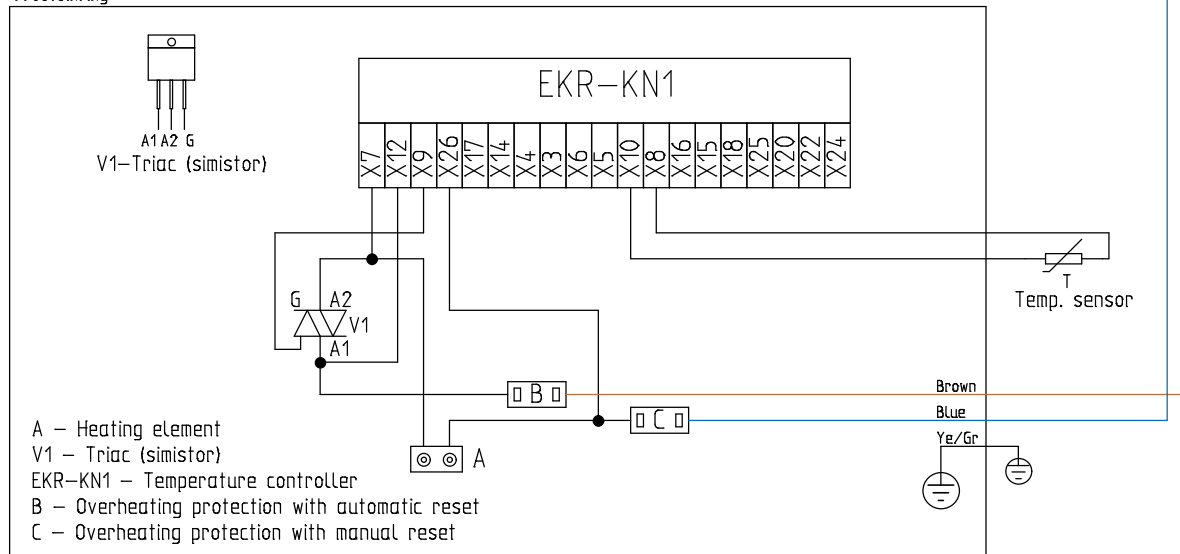 EKR-KN1
X7 X12 X9 X26 X17 X14 X4 X3 X6 X5 X10 X8 X16 X15 X18 X25 X20 X22 X24
A1 A2 G
V1-Triac (simistor)
T
Temp. sensor
G A2
V1
A1
B
Brown
C
Blue
Ye/Gr
A
A - Heating element
V1 - Triac (simistor)
EKR-KN1 - Temperature controller
B - Overheating protection with automatic reset
C - Overheating protection with manual reset